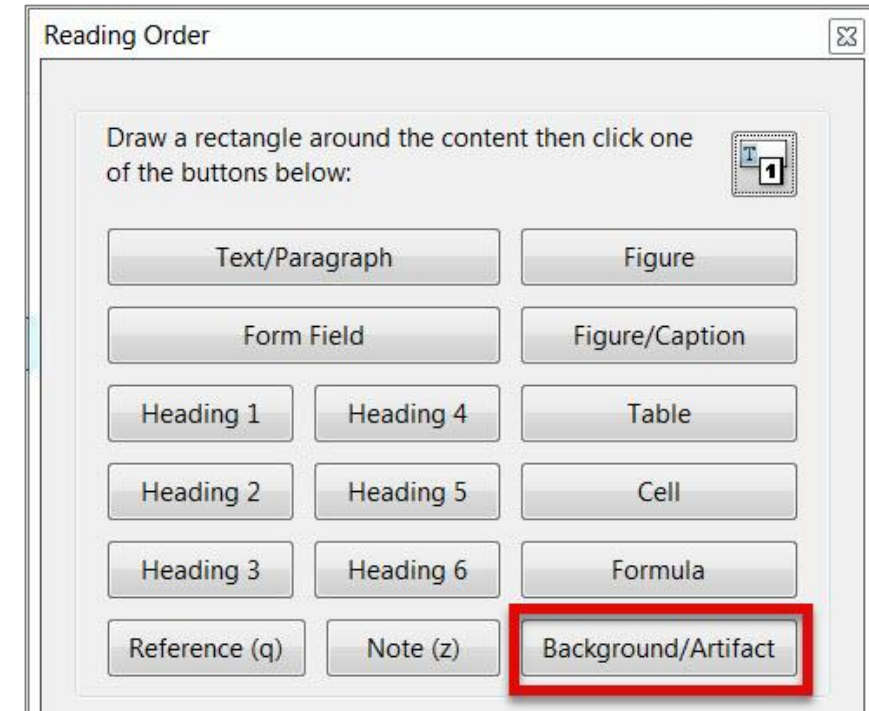 Reading Order
Draw a rectangle around the content then click one
of the buttons below:
T 1
Text/Paragraph Figure
Form Field Figure/Caption
Heading 1 Heading 4 Table
Heading 2 Heading 5 Cell
Heading 3 Heading 6 Formula
Reference (q) Note (z) Background/Artifact